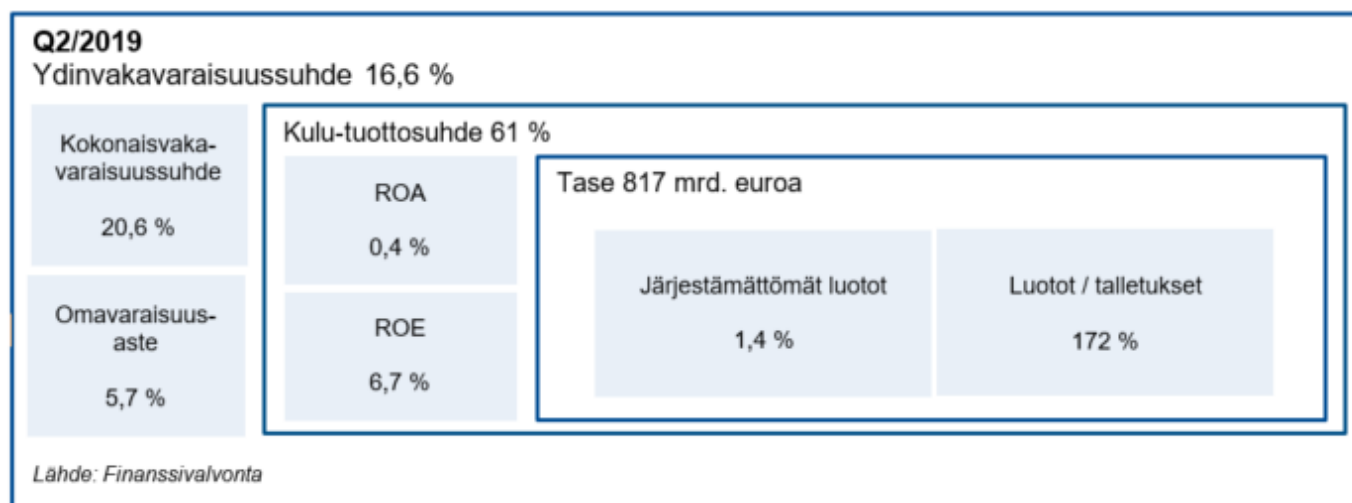 Q2/2019
Ydinvakavaraisuussuhde 16,6 %
Kokonaisvaka-
varaisuussuhde
20,6 %
Omavaraisuus-
aste
5,7 %
Kulu-tuottosuhde 61 %
ROA
0,4 %
ROE
6,7 %
Tase 817 mrd. euroa
Järjestämättömät luotot
1,4 %
Luotot / talletukset
172 %
Lähde: Finanssivalvonta